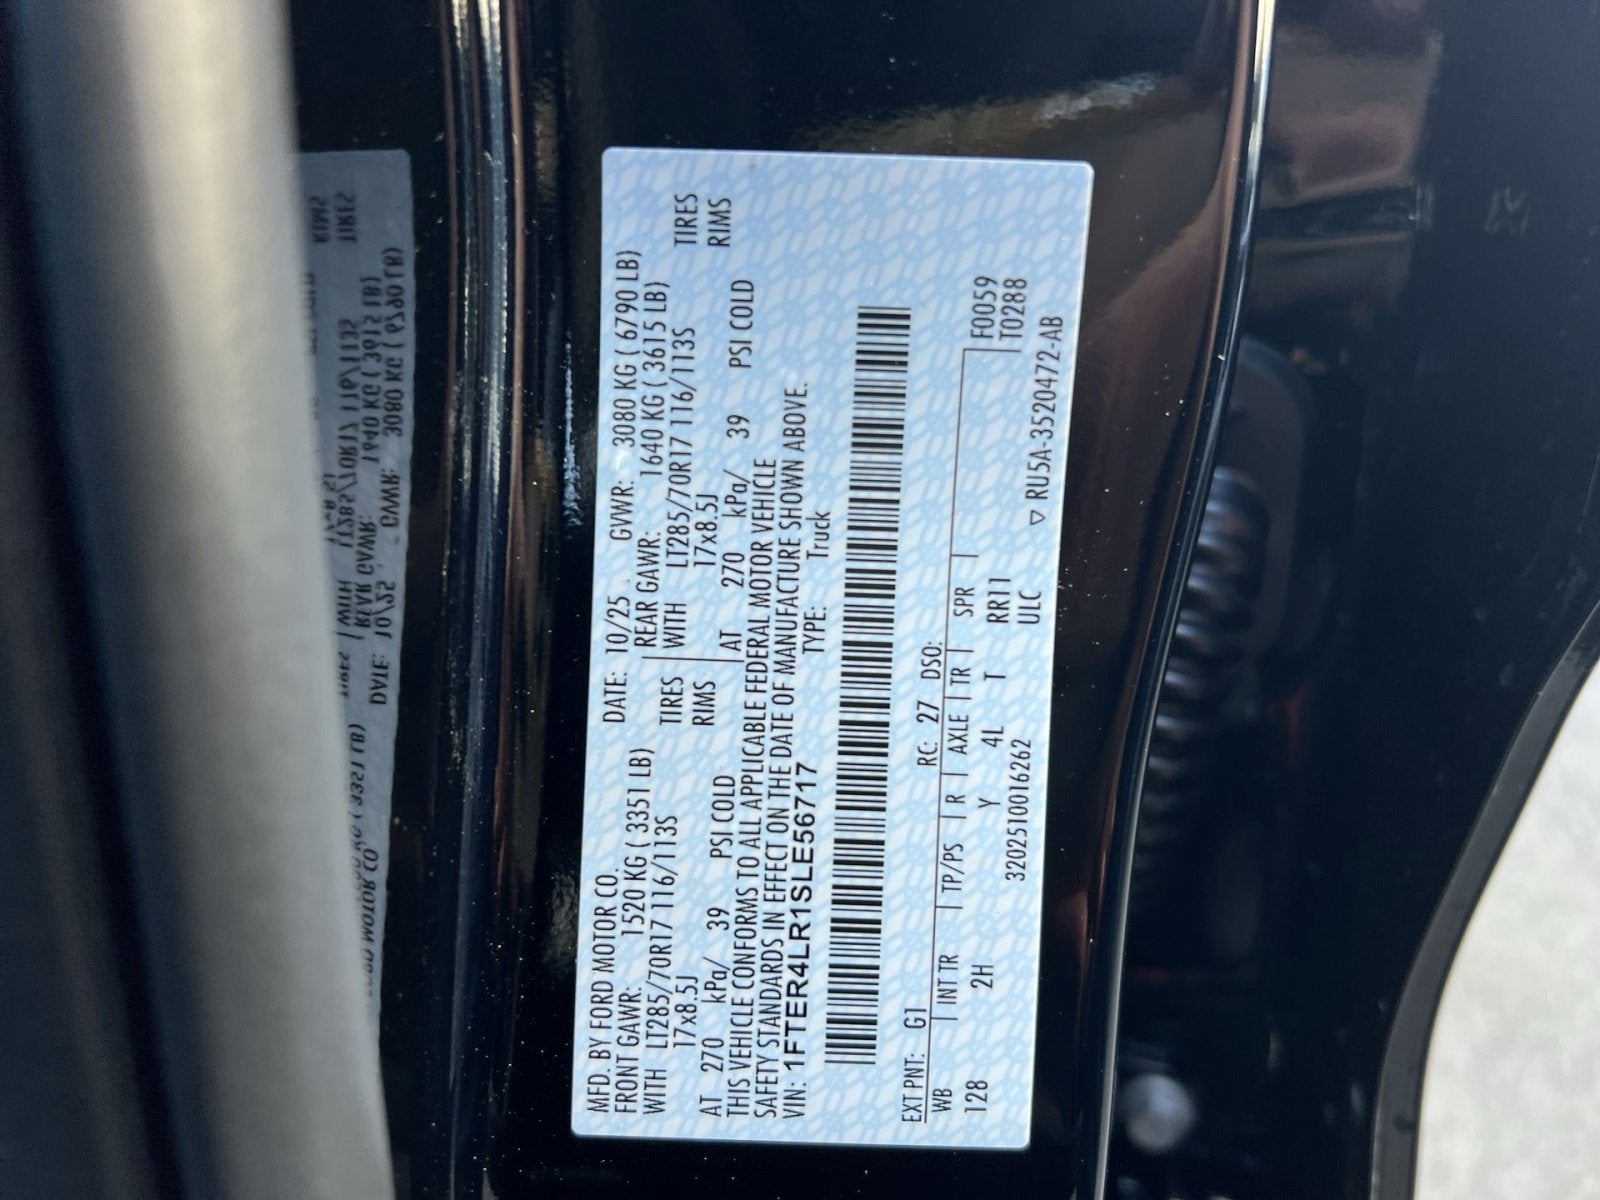 MFD. BY FORD MOTOR CO. DATE: 10/25 GVWR: 3080 KG ( 6790 LB)
FRONT GAWR: 1520 KG ( 3351 LB) REAR GAWR: 1640 KG ( 3615 LB)
WITH LT285/70R17 116/113S TIRES WITH LT285/70R17 116/113S TIRES
17x8.5J RIMS 17x8.5J RIMS
AT 270 kPa/ 39 PSI COLD AT 270 kPa/ 39 PSI COLD
THIS VEHICLE CONFORMS TO ALL APPLICABLE FEDERAL MOTOR VEHICLE
SAFETY STANDARDS IN EFFECT ON THE DATE OF MANUFACTURE SHOWN ABOVE.
VIN: 1FTER4LR1SLE56717 TYPE: Truck
EXT PNT: G1 RC: 27 DSO: F0059
WB INT TR TP/PS R AXLE TR SPR T0288
128 2H Y 4L T RR11
3202510016262 ULC ▽ RU5A-3520472-AB